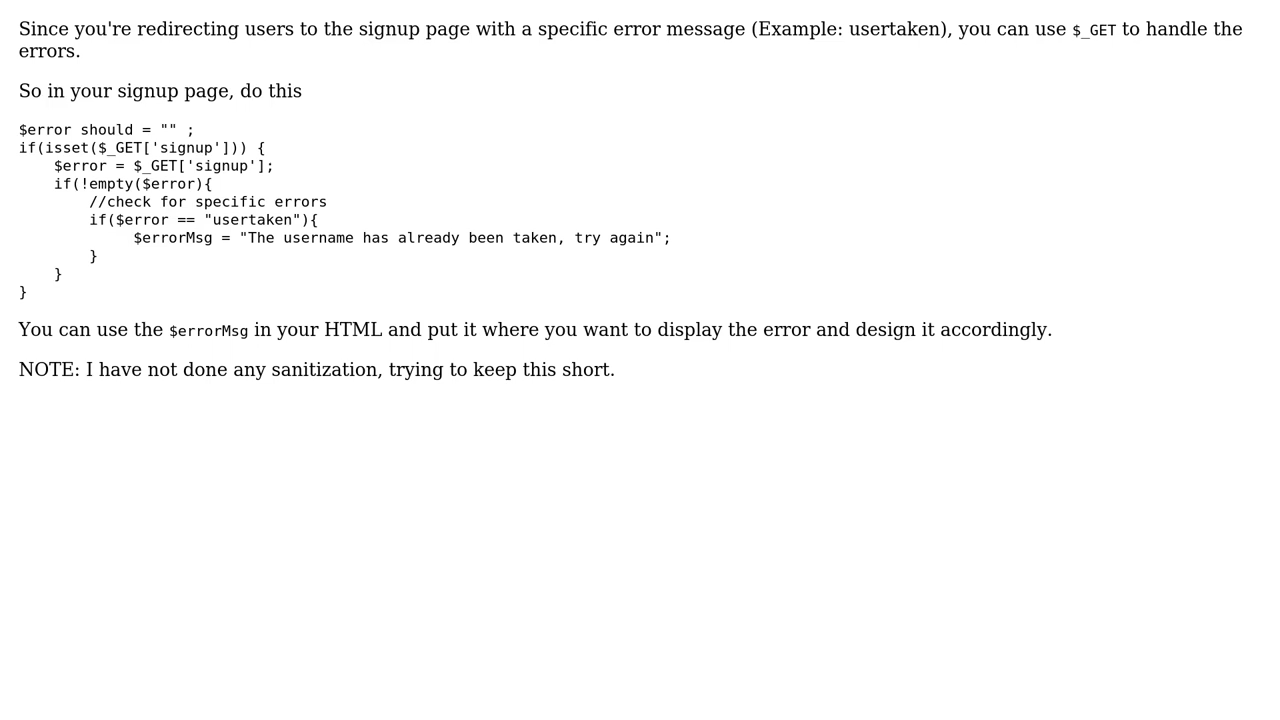 Since you're redirecting users to the signup page with a specific error message (Example: usertaken), you can use $_GET to handle the
errors.
So in your signup page, do this
$error should = "" ;
if(isset($_GET['signup'])) {
    $error = $_GET['signup'];
    if(!empty($error){
        //check for specific errors
        if($error == "usertaken"){
             $errorMsg = "The username has already been taken, try again";
        }
    }
}
You can use the $errorMsg in your HTML and put it where you want to display the error and design it accordingly.
NOTE: I have not done any sanitization, trying to keep this short.